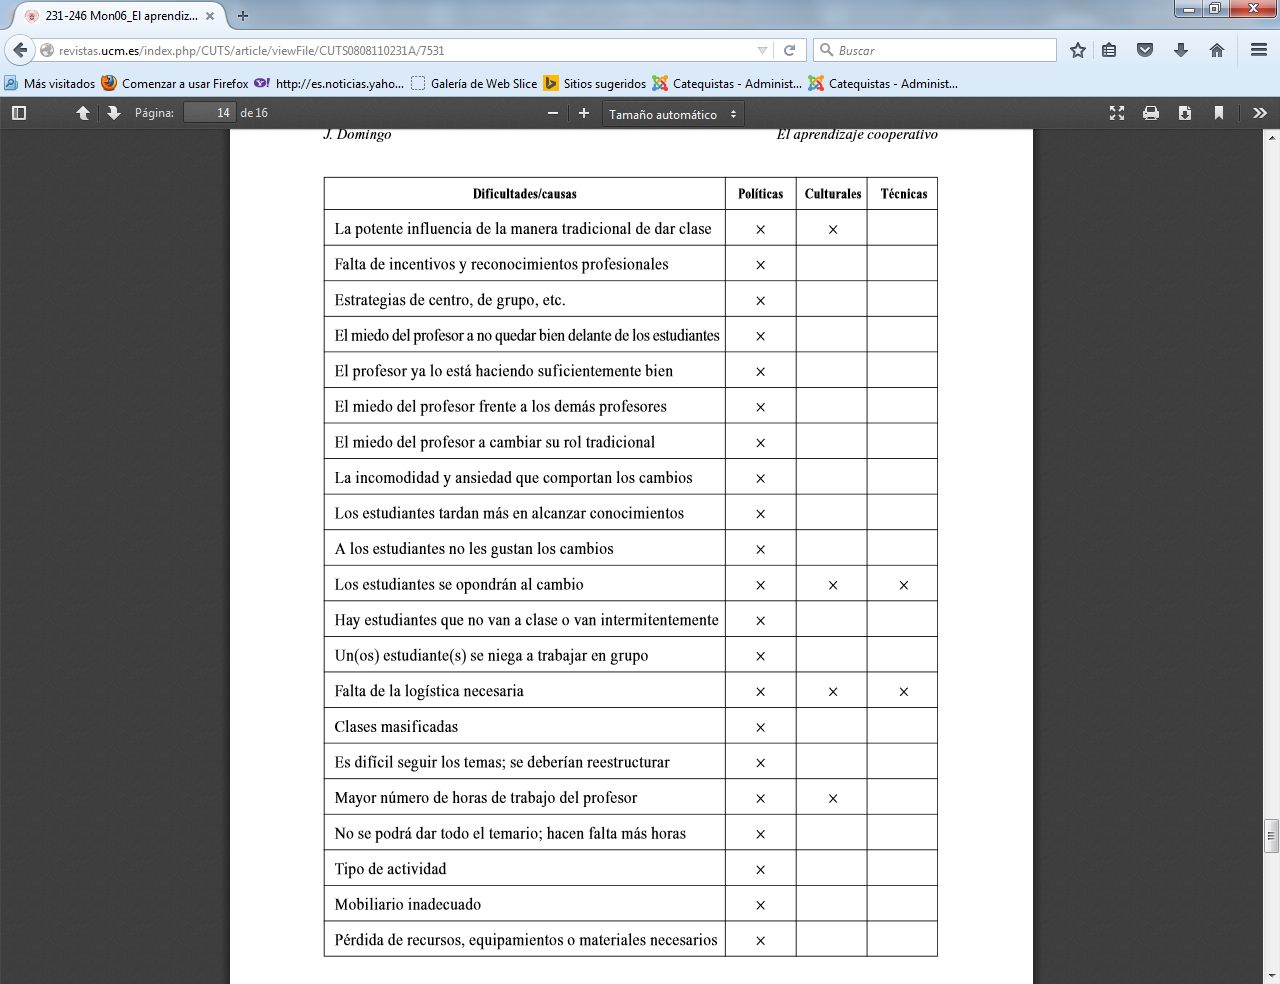 231-246 Mon06_El aprendiz... × +
revistas.ucm.es/index.php/CUTS/article/viewFile/CUTS0808110231A/7531
Buscar
Más visitados Comenzar a usar Firefox http://es.noticias.yaho... Galería de Web Slice Sitios sugeridos Catequistas - Administ... Catequistas - Administ...
Página: 14 de 16 − + Tamaño automático
J. Domingo El aprendizaje cooperativo
Dificultades/causas Políticas Culturales Técnicas
La potente influencia de la manera tradicional de dar clase × ×
Falta de incentivos y reconocimientos profesionales ×
Estrategias de centro, de grupo, etc. ×
El miedo del profesor a no quedar bien delante de los estudiantes ×
El profesor ya lo está haciendo suficientemente bien ×
El miedo del profesor frente a los demás profesores ×
El miedo del profesor a cambiar su rol tradicional ×
La incomodidad y ansiedad que comportan los cambios ×
Los estudiantes tardan más en alcanzar conocimientos ×
A los estudiantes no les gustan los cambios ×
Los estudiantes se opondrán al cambio × × ×
Hay estudiantes que no van a clase o van intermitentemente ×
Un(os) estudiante(s) se niega a trabajar en grupo ×
Falta de la logística necesaria × × ×
Clases masificadas ×
Es difícil seguir los temas; se deberían reestructurar ×
Mayor número de horas de trabajo del profesor × ×
No se podrá dar todo el temario; hacen falta más horas ×
Tipo de actividad ×
Mobiliario inadecuado ×
Pérdida de recursos, equipamientos o materiales necesarios ×